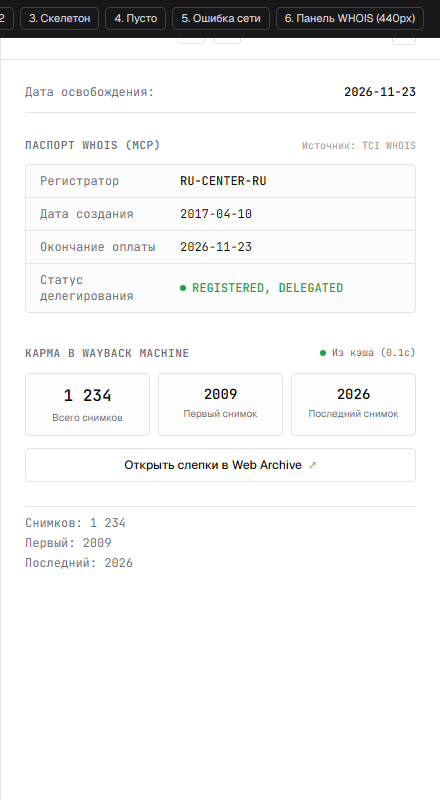 2
3. Скелетон
4. Пусто
5. Ошибка сети
6. Панель WHOIS (440px)
Дата освобождения: 2026-11-23
ПАСПОРТ WHOIS (МСР) Источник: TCI WHOIS
Регистратор RU-CENTER-RU
Дата создания 2017-04-10
Окончание оплаты 2026-11-23
Статус
делегирования
REGISTERED, DELEGATED
КАРМА В WAYBACK MACHINE Из кэша (0.1с)
1 234
Всего снимков
2009
Первый снимок
2026
Последний снимок
Открыть слепки в Web Archive ↗
Снимков: 1 234
Первый: 2009
Последний: 2026